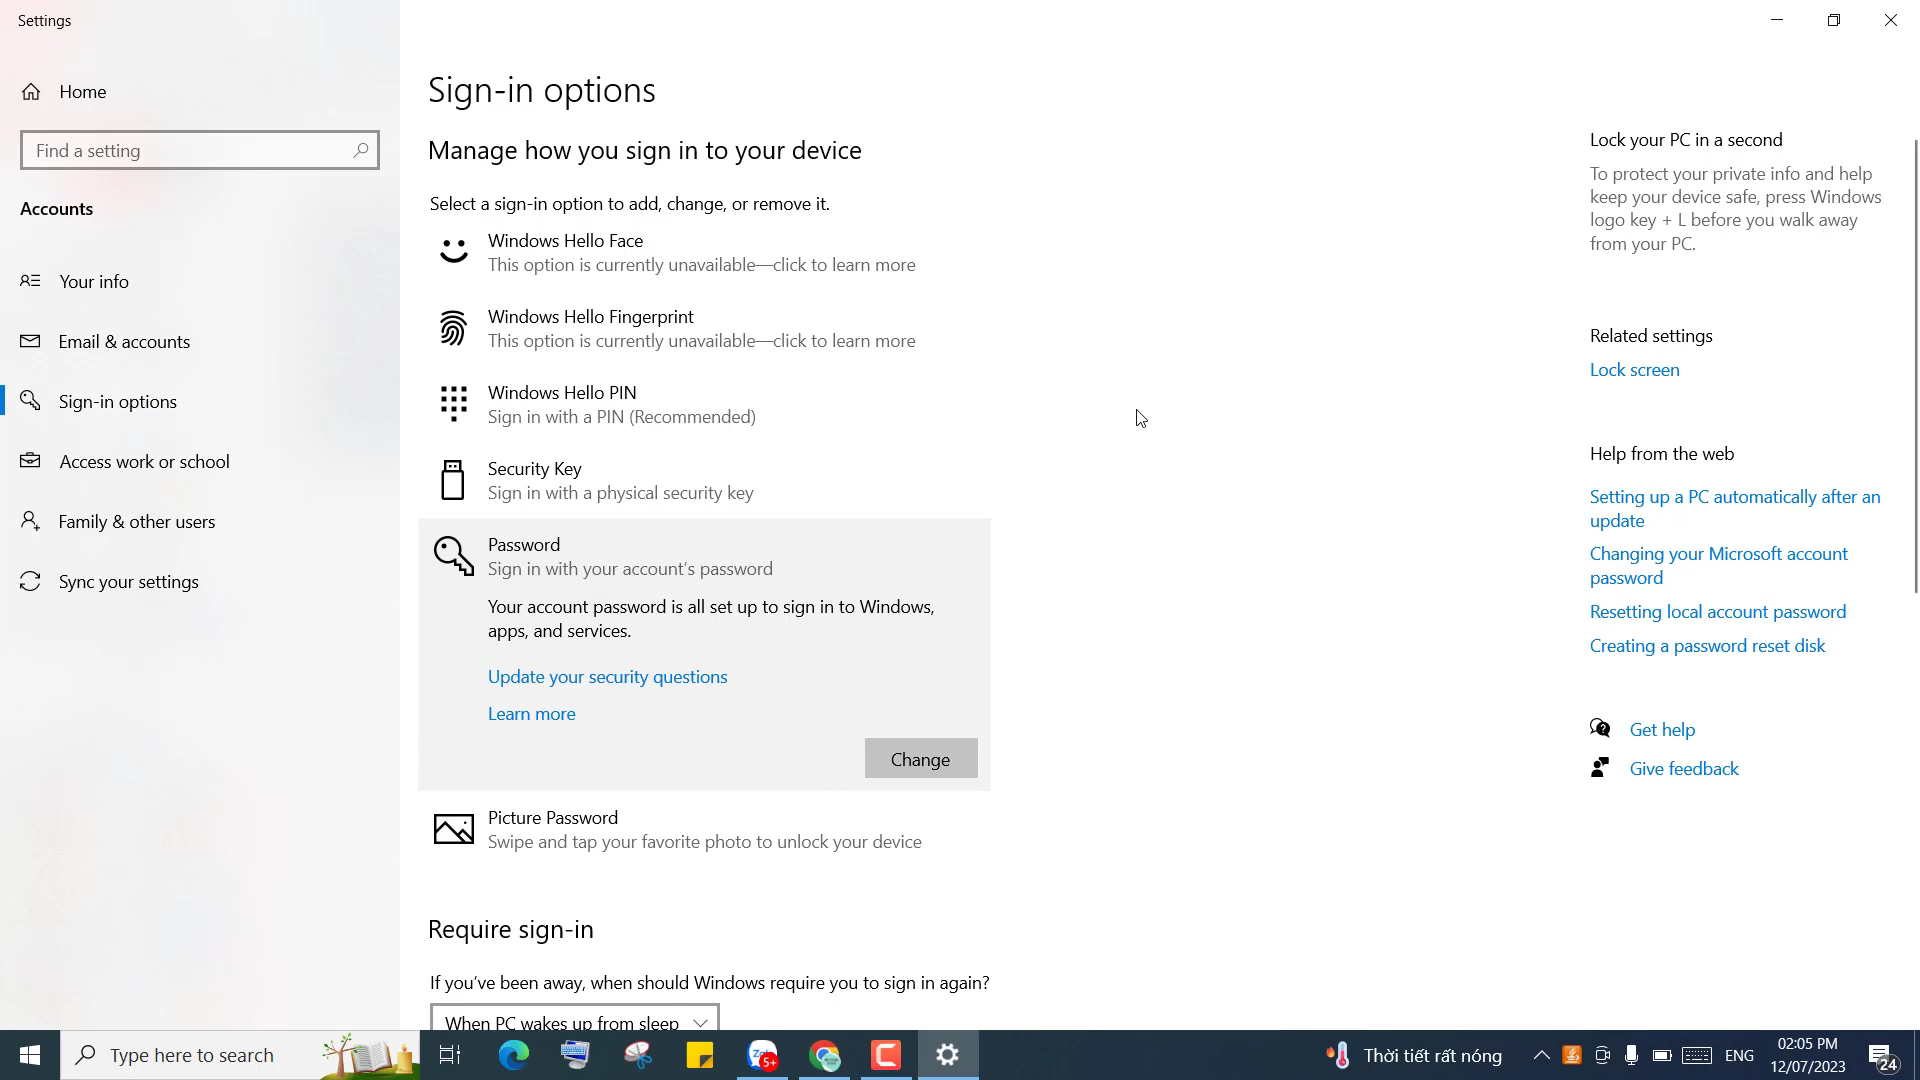 Settings
Home
Find a setting
Accounts
Your info
Email & accounts
Sign-in options
Access work or school
Family & other users
Sync your settings
Sign-in options
Manage how you sign in to your device
Select a sign-in option to add, change, or remove it.
Windows Hello Face
This option is currently unavailable—click to learn more
Windows Hello Fingerprint
This option is currently unavailable—click to learn more
Windows Hello PIN
Sign in with a PIN (Recommended)
Security Key
Sign in with a physical security key
Password
Sign in with your account's password
Your account password is all set up to sign in to Windows,
apps, and services.
Update your security questions
Learn more
Change
Picture Password
Swipe and tap your favorite photo to unlock your device
Require sign-in
If you've been away, when should Windows require you to sign in again?
When PC wakes up from sleep
Lock your PC in a second
To protect your private info and help
keep your device safe, press Windows
logo key + L before you walk away
from your PC.
Related settings
Lock screen
Help from the web
Setting up a PC automatically after an
update
Changing your Microsoft account
password
Resetting local account password
Creating a password reset disk
Get help
Give feedback
Type here to search
5+
Thời tiết rất nóng
ENG
02:05 PM
12/07/2023
24